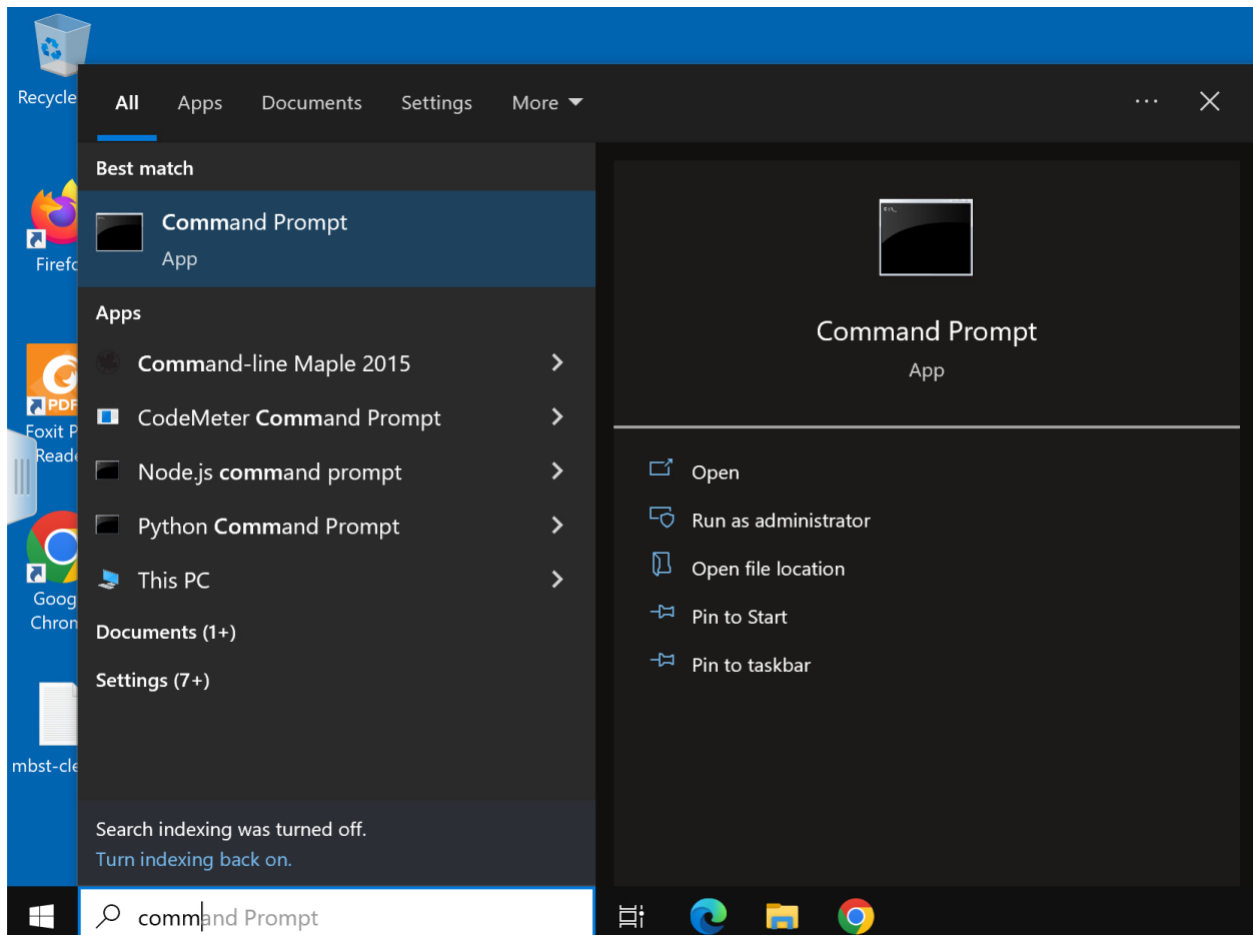 Recycle
Firefo
PDF
Foxit P
Reade
Goog
Chron
mbst-cle
All Apps Documents Settings More
Best match
Command Prompt
App
Apps
Command-line Maple 2015
CodeMeter Command Prompt
Node.js command prompt
Python Command Prompt
This PC
Documents (1+)
Settings (7+)
Search indexing was turned off.
Turn indexing back on.
command Prompt
Command Prompt
App
Open
Run as administrator
Open file location
Pin to Start
Pin to taskbar